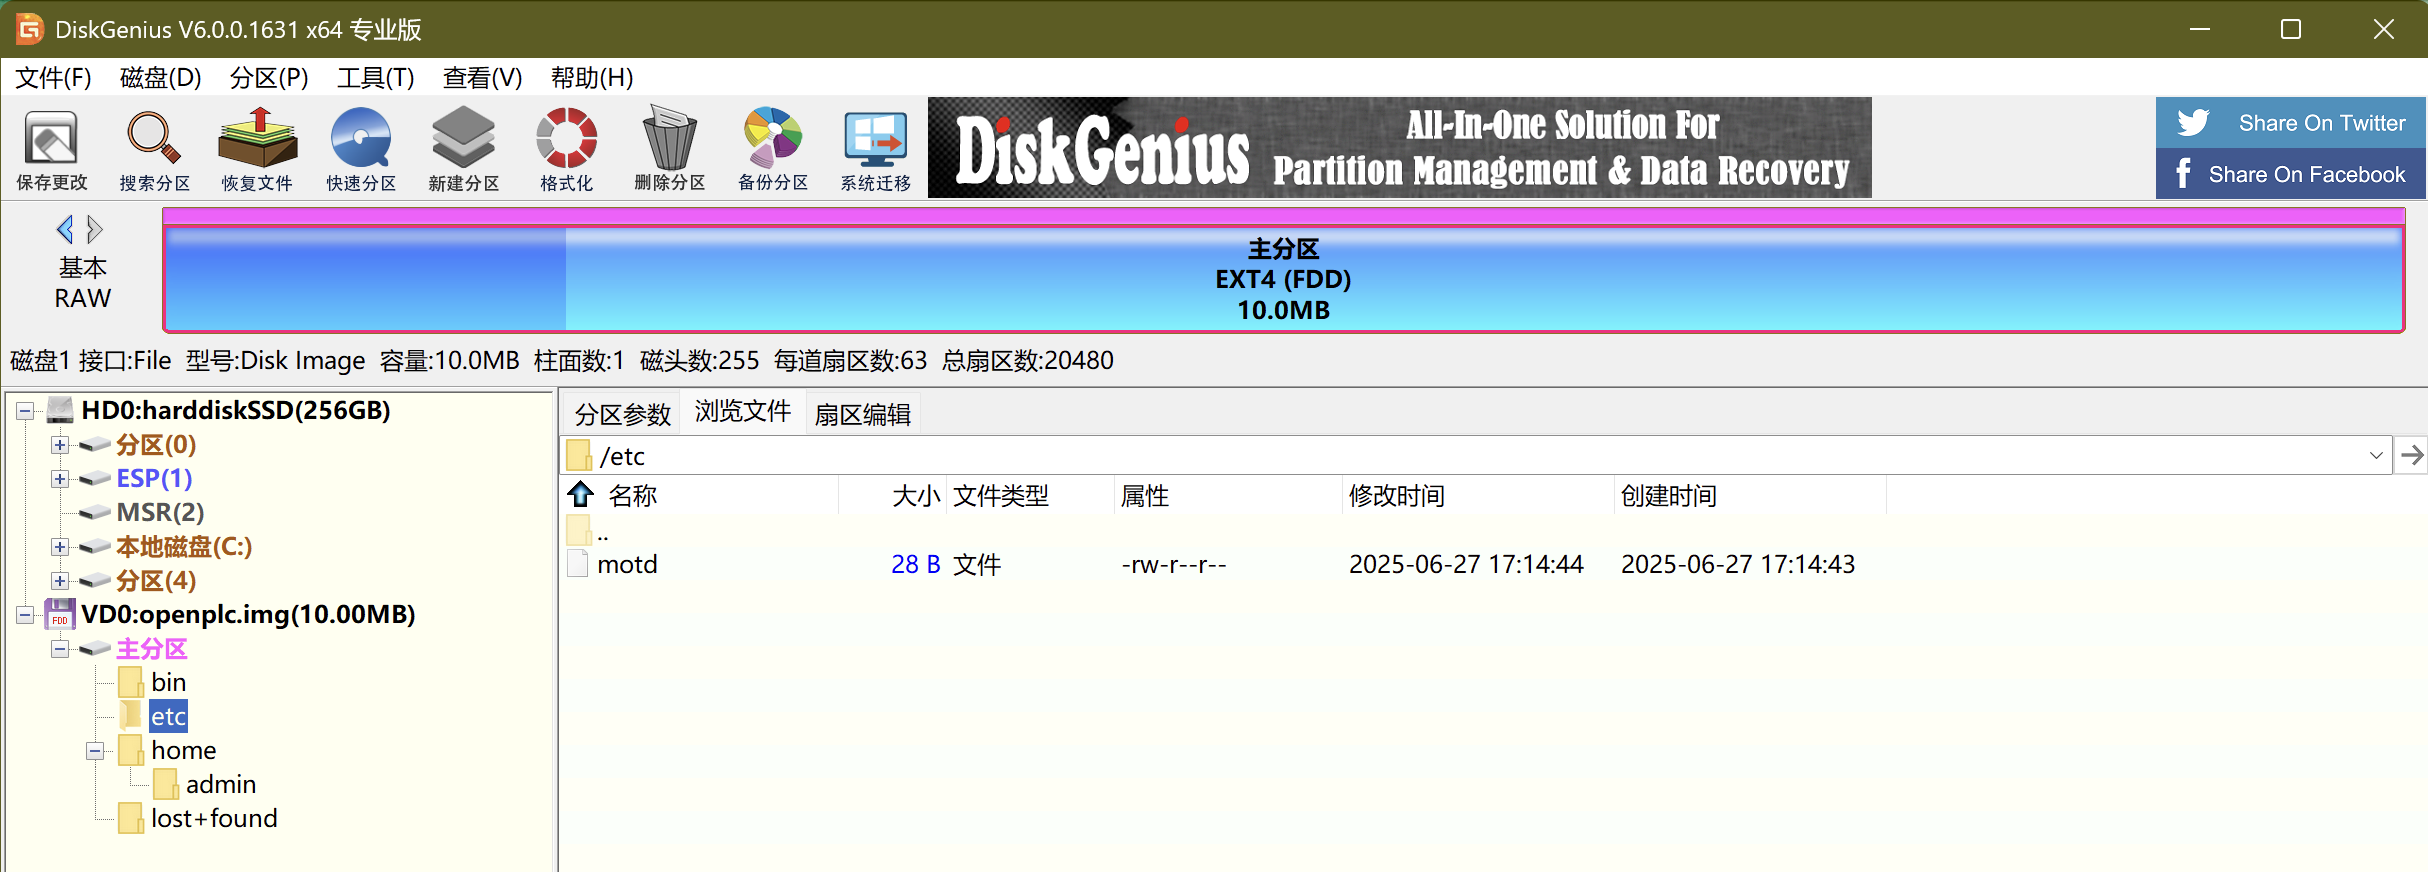 DiskGenius V6.0.0.1631 x64 专业版
文件(F) 磁盘(D) 分区(P) 工具(T) 查看(V) 帮助(H)
保存更改 搜索分区 恢复文件 快速分区 新建分区 格式化 删除分区 备份分区 系统迁移
DiskGenius
All-In-One Solution For
Partition Management & Data Recovery
Share On Twitter
Share On Facebook
基本
RAW
主分区
EXT4 (FDD)
10.0MB
磁盘1 接口:File 型号:Disk Image 容量:10.0MB 柱面数:1 磁头数:255 每道扇区数:63 总扇区数:20480
HD0:harddiskSSD(256GB)
分区(0)
ESP(1)
MSR(2)
本地磁盘(C:)
分区(4)
FDD
VD0:openplc.img(10.00MB)
主分区
bin
etc
home
admin
lost+found
分区参数 浏览文件 扇区编辑
/etc
名称 大小 文件类型 属性 修改时间 创建时间
..
motd 28 B 文件 -rw-r--r-- 2025-06-27 17:14:44 2025-06-27 17:14:43